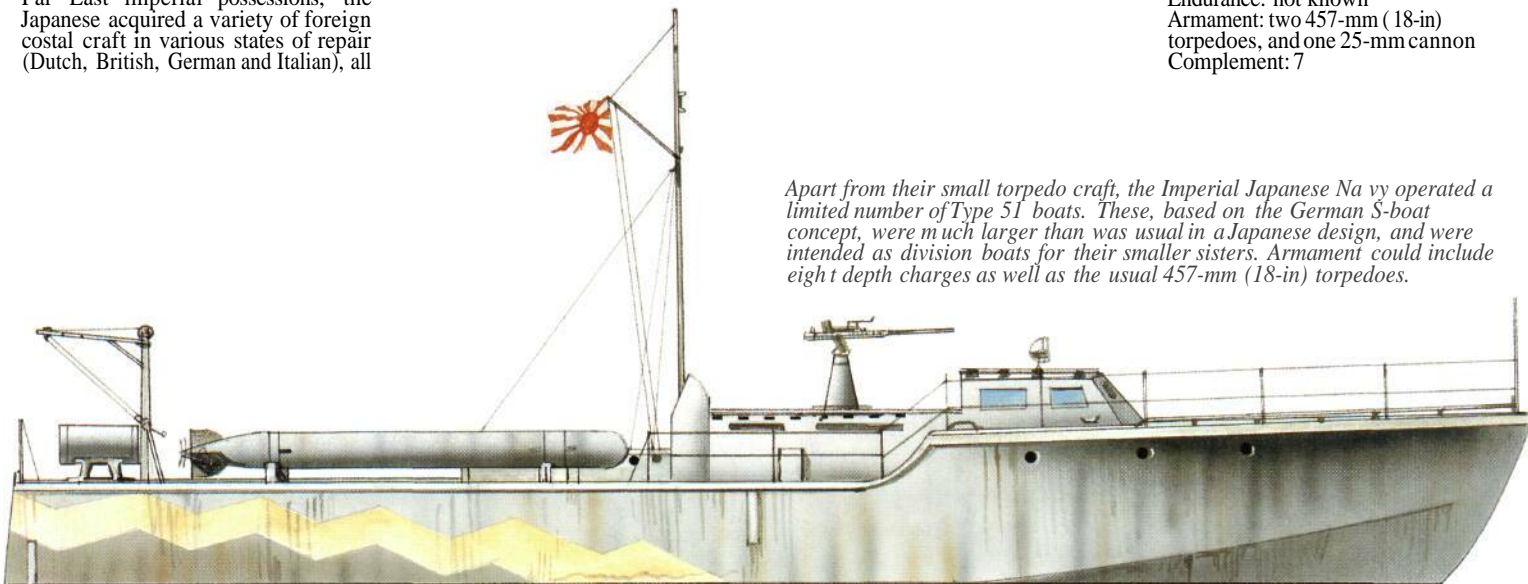 Far East imperial possessions, the
Japanese acquired a variety of foreign
costal craft in various states of repair
(Dutch, British, German and Italian), all
Endurance: not known
Armament: two 457-mm ( 18-in)
torpedoes, and one 25-mm cannon
Complement: 7
Apart from their small torpedo craft, the Imperial Japanese Na vy operated a
limited number of Type 51 boats. These, based on the German S-boat
concept, were m uch larger than was usual in a Japanese design, and were
intended as division boats for their smaller sisters. Armament could include
eigh t depth charges as well as the usual 457-mm (18-in) torpedoes.